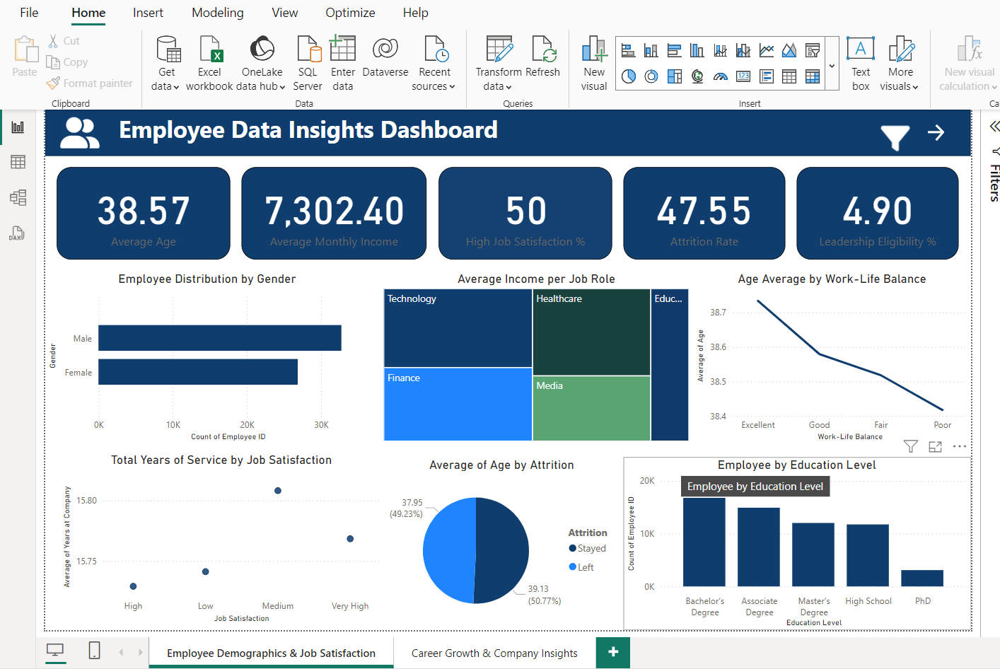 File Home Insert Modeling View Optimize Help
Paste
Cut
Copy
Format painter
Clipboard
Get data
Excel workbook
OneLake data hub
SQL Server
Enter data
Dataverse
Recent sources
Data
Transform data
Refresh
Queries
New visual
123
A
Text box
More visuals
Insert
New visual calculation
Ca
Employee Data Insights Dashboard
Filters
DAX
38.57
Average Age
7,302.40
Average Monthly Income
50
High Job Satisfaction %
47.55
Attrition Rate
4.90
Leadership Eligibility %
Employee Distribution by Gender
Gender
Male
Female
0K 10K 20K 30K
Count of Employee ID
Average Income per Job Role
Technology
Healthcare
Educ...
Finance
Media
Age Average by Work-Life Balance
Average of Age
38.7
38.6
38.5
38.4
Excellent Good Fair Poor
Work-Life Balance
Total Years of Service by Job Satisfaction
Average of Years at Company
15.80
15.75
High Low Medium Very High
Job Satisfaction
Average of Age by Attrition
37.95
(49.23%)
39.13
(50.77%)
Attrition
Stayed
Left
Employee by Education Level
Employee by Education Level
Count of Employee ID
20K
10K
0K
Bachelor's Degree
Associate Degree
Master's Degree
High School
PhD
Education Level
Employee Demographics & Job Satisfaction
Career Growth & Company Insights
+